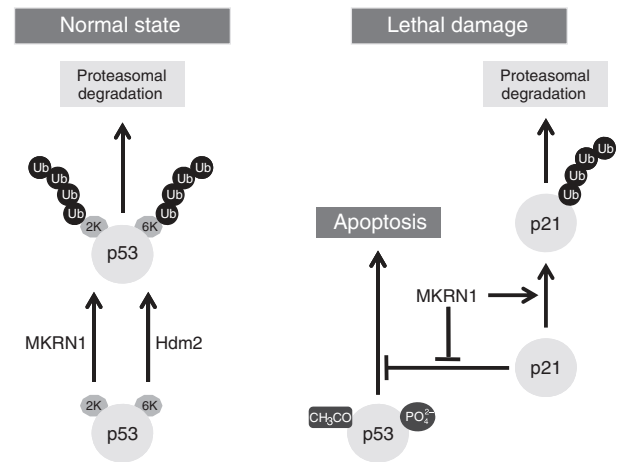 Normal state
Proteasomal
degradation
Ub
Ub
Ub
Ub
Ub
Ub
Ub
Ub
2K
6K
p53
MKRN1
Hdm2
2K
6K
p53
Lethal damage
Proteasomal
degradation
Ub
Ub
Ub
Ub
p21
Apoptosis
MKRN1
p21
CH₃CO
PO₄²⁻
p53